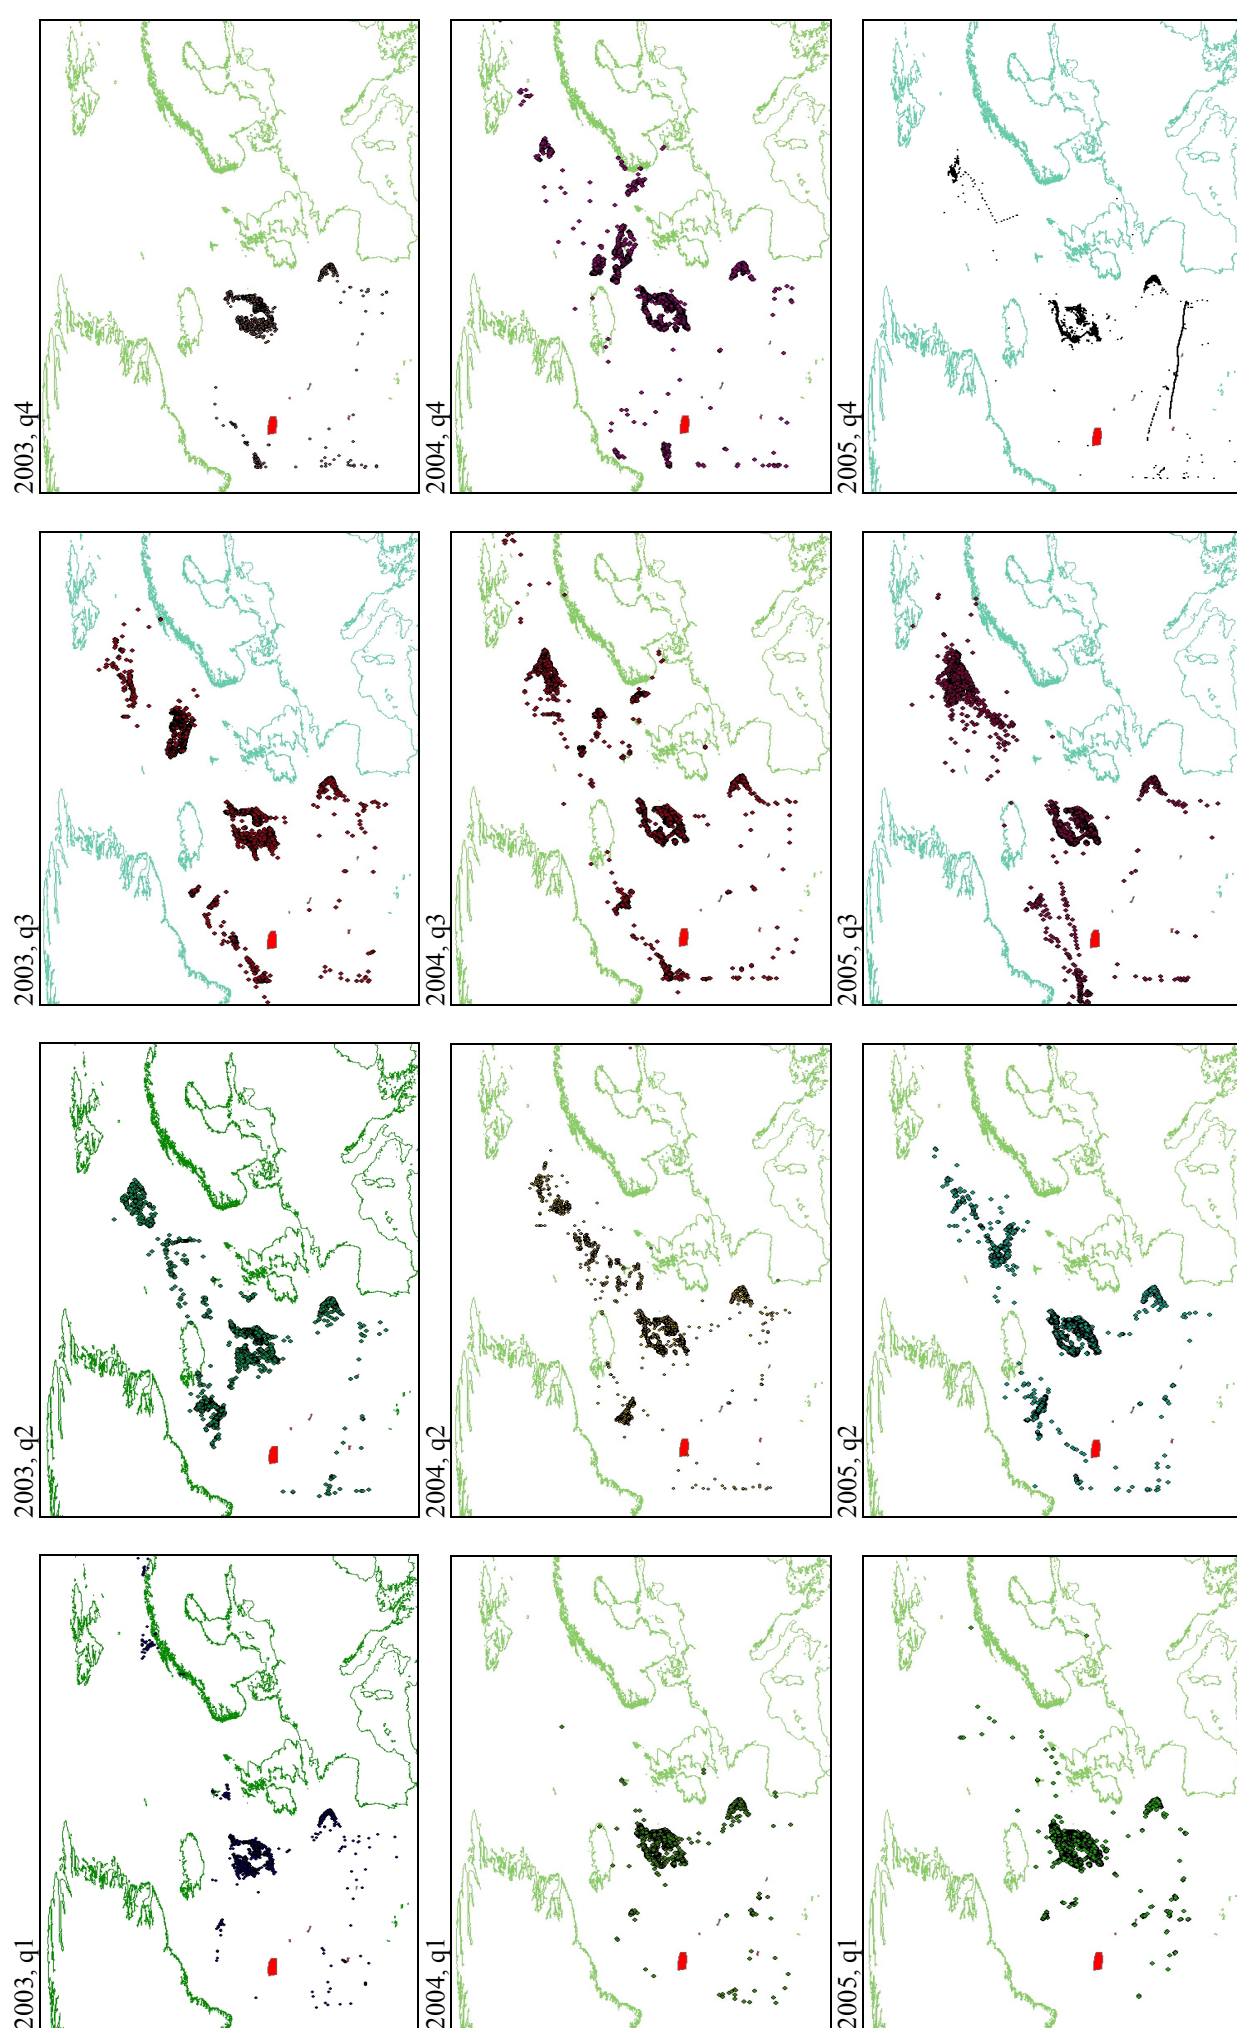 2003, q4
2004, q4
2005, q4
2003, q3
2004, q3
2005, q3
2003, q2
2004, q2
2005, q2
2003, q1
2004, q1
2005, q1